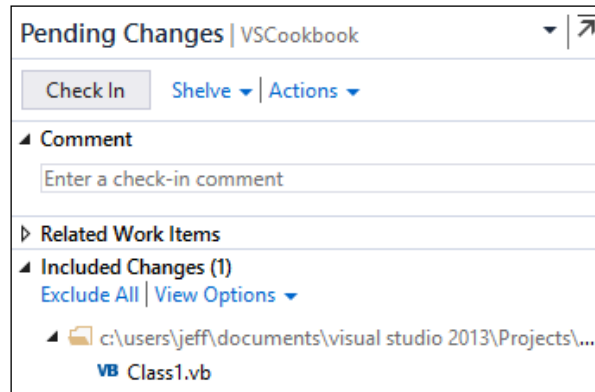 Pending Changes | VSCookbook
Check In Shelve Actions
Comment
Enter a check-in comment
Related Work Items
Included Changes (1)
Exclude All View Options
c:\users\jeff\documents\visual studio 2013\Projects\...
VB Class1.vb